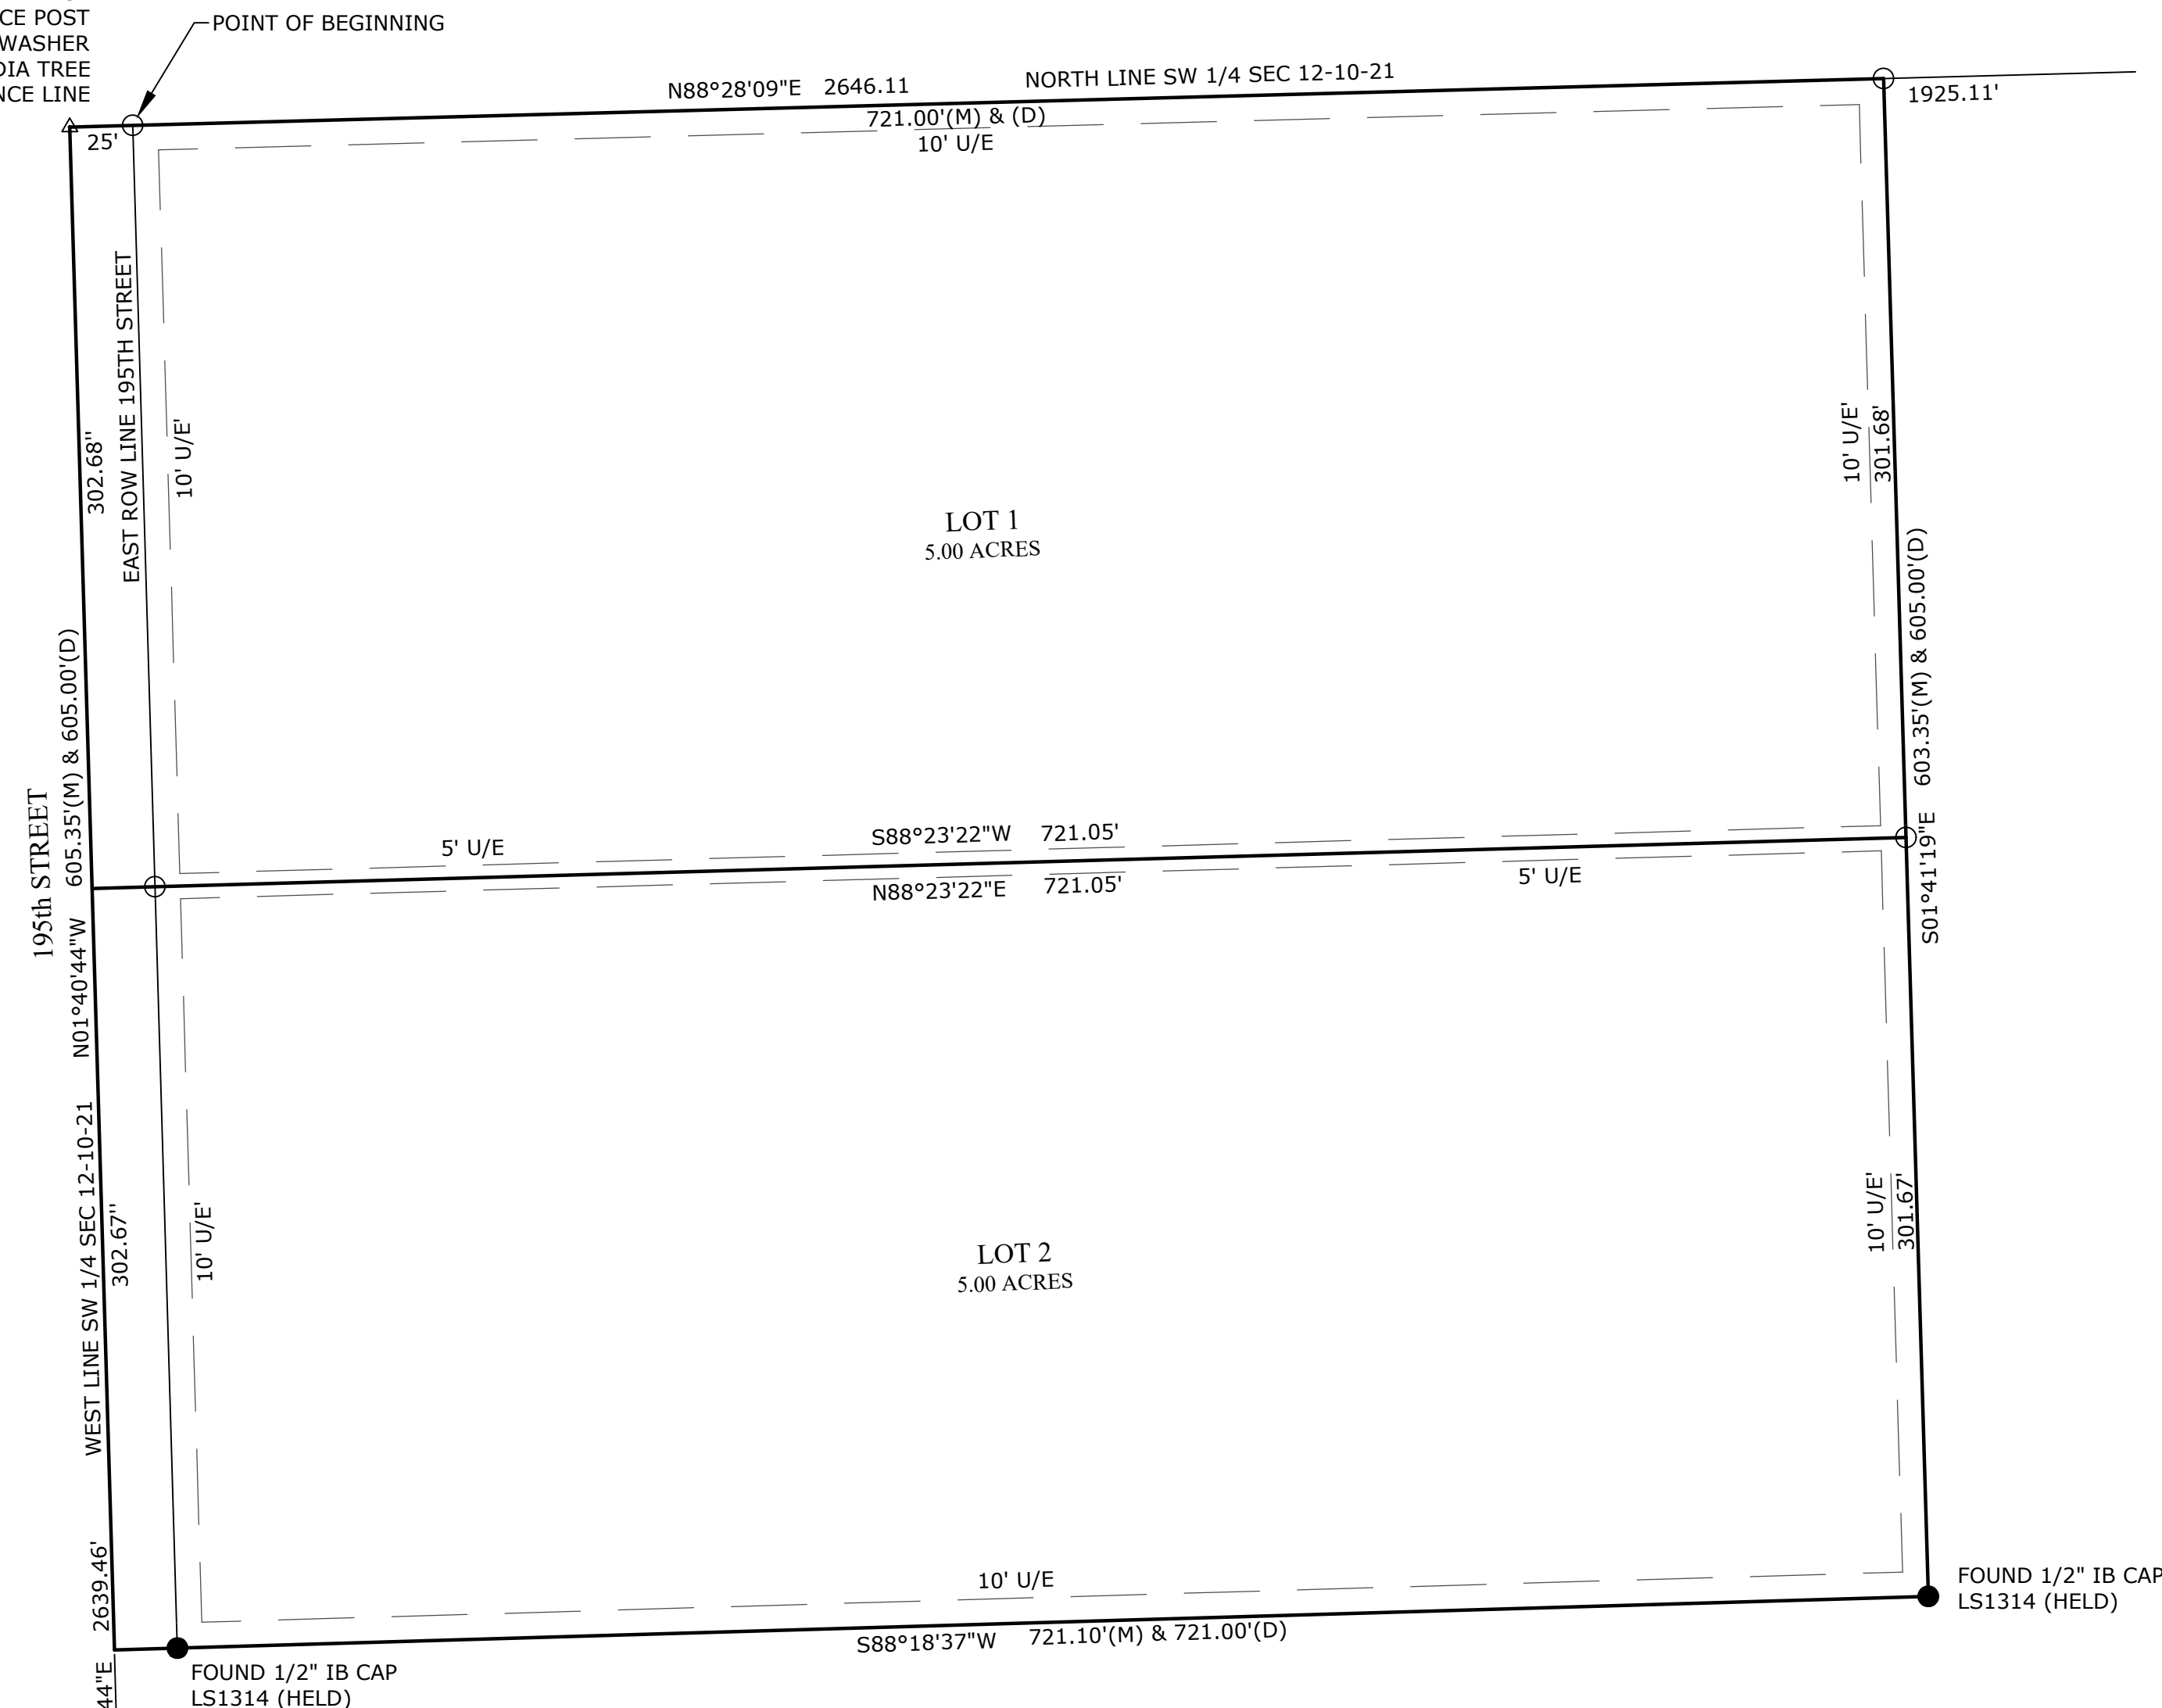 CE POST
WASHER
DIA TREE
NCE LINE
POINT OF BEGINNING
N88°28'09"E 2646.11
NORTH LINE SW 1/4 SEC 12-10-21
1925.11'
25'
721.00'(M) & (D)
10' U/E
EAST ROW LINE 195TH STREET
302.68''
10' U/E'
10' U/E'
301.68'
LOT 1
5.00 ACRES
605.35'(M) & 605.00'(D)
603.35'(M) & 605.00'(D)
195th STREET
5' U/E
S88°23'22"W 721.05'
N88°23'22"E 721.05'
5' U/E
S01°41'19"E
N01°40'44"W
WEST LINE SW 1/4 SEC 12-10-21
302.67''
10' U/E'
10' U/E'
301.67'
LOT 2
5.00 ACRES
2639.46'
10' U/E
S88°18'37"W 721.10'(M) & 721.00'(D)
FOUND 1/2" IB CAP
LS1314 (HELD)
FOUND 1/2" IB CAP
LS1314 (HELD)
44"E